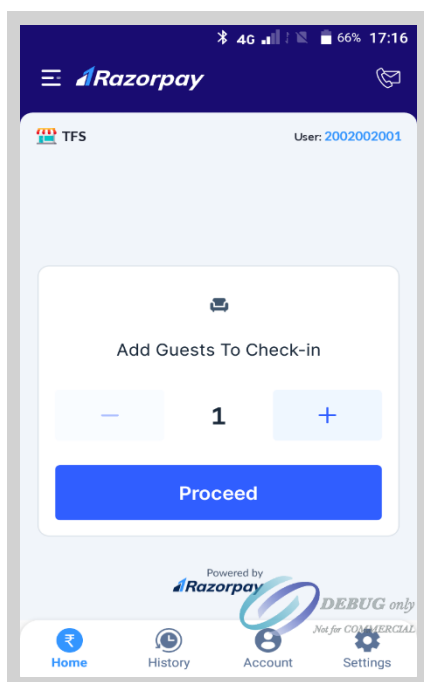 4G 66% 17:16
Razorpay
TFS User: 2002002001
Add Guests To Check-in
1
Proceed
Powered by
Razorpay
DEBUG only
Not for COMMERCIAL
₹
Home History Account Settings